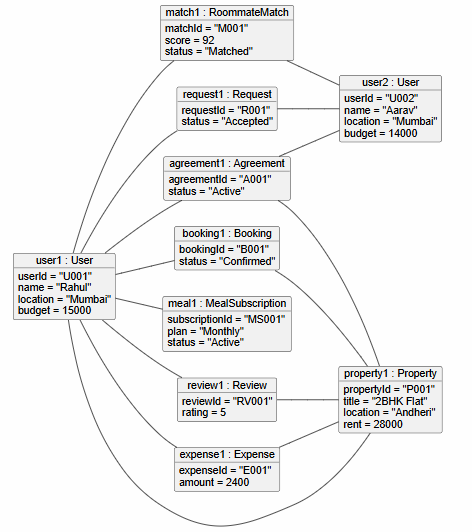 match1 : RoommateMatch
matchId = "M001"
score = 92
status = "Matched"
user2 : User
userId = "U002"
name = "Aarav"
location = "Mumbai"
budget = 14000
request1 : Request
requestId = "R001"
status = "Accepted"
agreement1 : Agreement
agreementId = "A001"
status = "Active"
booking1 : Booking
bookingId = "B001"
status = "Confirmed"
user1 : User
userId = "U001"
name = "Rahul"
location = "Mumbai"
budget = 15000
meal1 : MealSubscription
subscriptionId = "MS001"
plan = "Monthly"
status = "Active"
review1 : Review
reviewId = "RV001"
rating = 5
property1 : Property
propertyId = "P001"
title = "2BHK Flat"
location = "Andheri"
rent = 28000
expense1 : Expense
expenseId = "E001"
amount = 2400